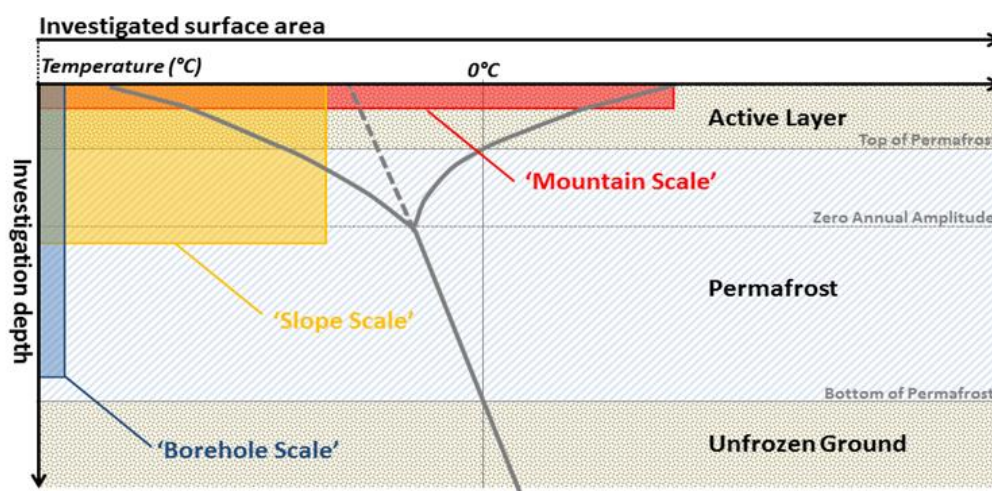 Investigated surface area
Temperature (°C)
0°C
Active Layer
Top of Permafrost
'Mountain Scale'
Zero Annual Amplitude
Investigation depth
Permafrost
'Slope Scale'
Bottom of Permafrost
'Borehole Scale'
Unfrozen Ground